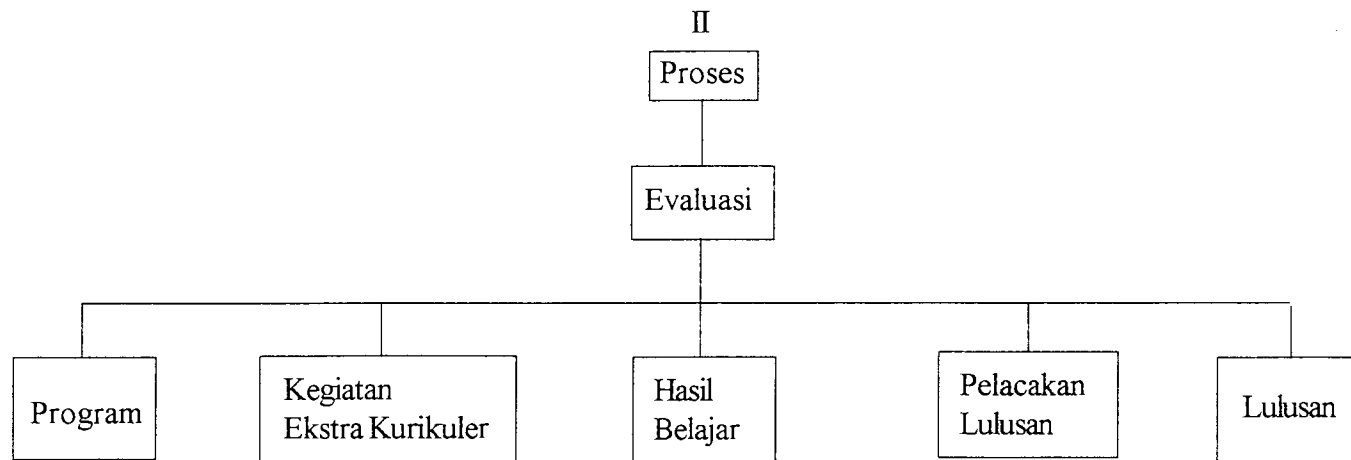 II
Proses
Evaluasi
Program
Kegiatan
Ekstra Kurikuler
Hasil
Belajar
Pelacakan
Lulusan
Lulusan